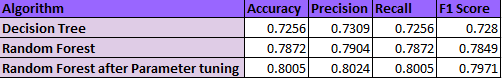 Algorithm Accuracy Precision Recall F1 Score
Decision Tree 0.7256 0.7309 0.7256 0.728
Random Forest 0.7872 0.7904 0.7872 0.7849
Random Forest after Parameter tuning 0.8005 0.8024 0.8005 0.7971